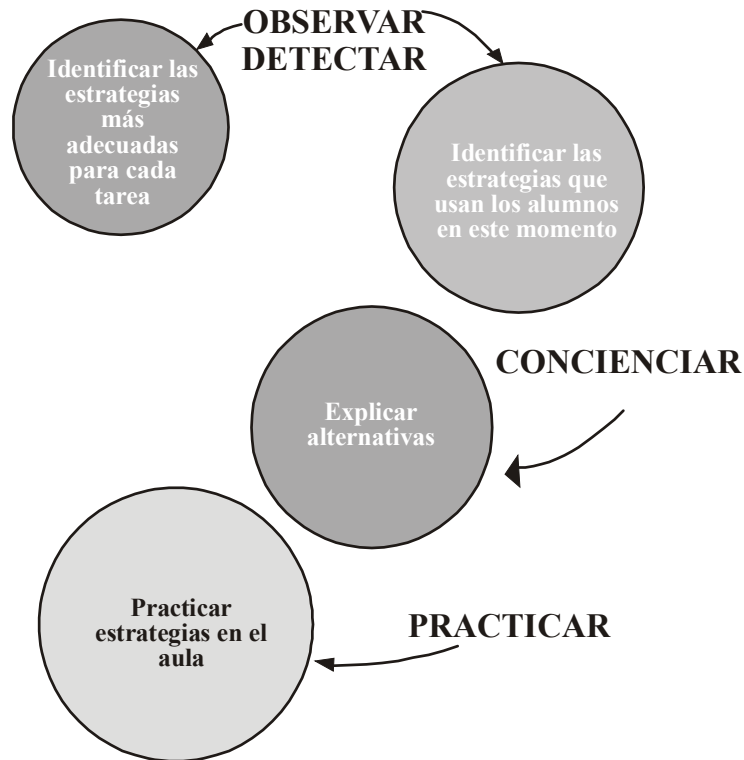 OBSERVAR
DETECTAR
Identificar las
estrategias
más
adecuadas
para cada
tarea
Identificar las
estrategias que
usan los alumnos
en este momento
CONCIENCIAR
Explicar
alternativas
Practicar
estrategias en el
aula
PRACTICAR